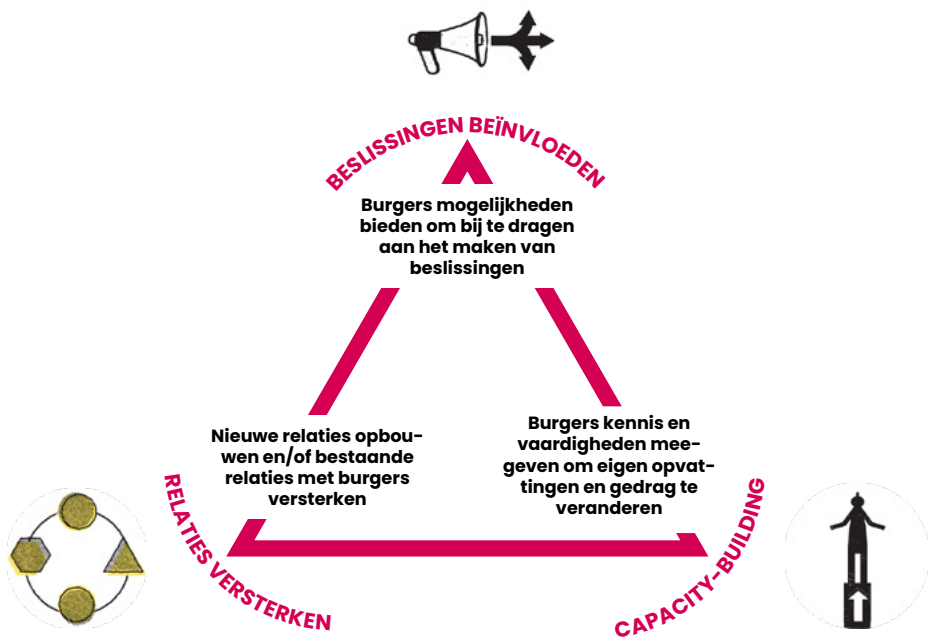 BESLISSINGEN BEÏNVLOEDEN
Burgers mogelijkheden
bieden om bij te dragen
aan het maken van
beslissingen
Nieuwe relaties opbou-
wen en/of bestaande
relaties met burgers
versterken
Burgers kennis en
vaardigheden mee-
geven om eigen opvat-
tingen en gedrag te
veranderen
RELATIES VERSTERKEN
CAPACITY-BUILDING